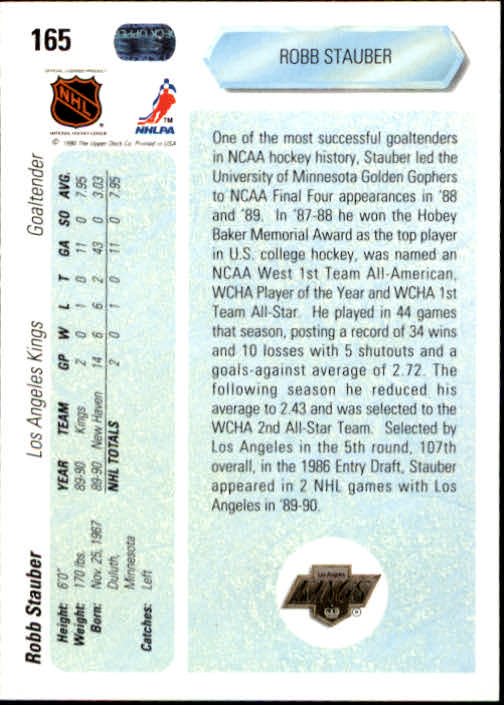 165
UPPER DECK
ROBB STAUBER
NHL
OFFICIAL LICENSED PRODUCT
NATIONAL HOCKEY LEAGUE
TM
NHLPA
© 1990 The Upper Deck Co. Printed in USA
One of the most successful goaltenders
in NCAA hockey history, Stauber led the
University of Minnesota Golden Gophers
to NCAA Final Four appearances in '88
and '89. In '87-88 he won the Hobey
Baker Memorial Award as the top player
in U.S. college hockey, was named an
NCAA West 1st Team All-American,
WCHA Player of the Year and WCHA 1st
Team All-Star. He played in 44 games
that season, posting a record of 34 wins
and 10 losses with 5 shutouts and a
goals-against average of 2.72. The
following season he reduced his
average to 2.43 and was selected to the
WCHA 2nd All-Star Team. Selected by
Los Angeles in the 5th round, 107th
overall, in the 1986 Entry Draft, Stauber
appeared in 2 NHL games with Los
Angeles in '89-90.
Los Angeles
KINGS
®
Robb Stauber Los Angeles Kings Goaltender
Height: 6'0"
Weight: 170 lbs.
Born: Nov. 25, 1967
Duluth,
Minnesota
Catches: Left
YEAR TEAM GP W L T GA SO AVG.
89-90 Kings 2 0 1 0 11 0 7.95
89-90 New Haven 14 6 6 2 43 0 3.03
NHL TOTALS 2 0 1 0 11 0 7.95